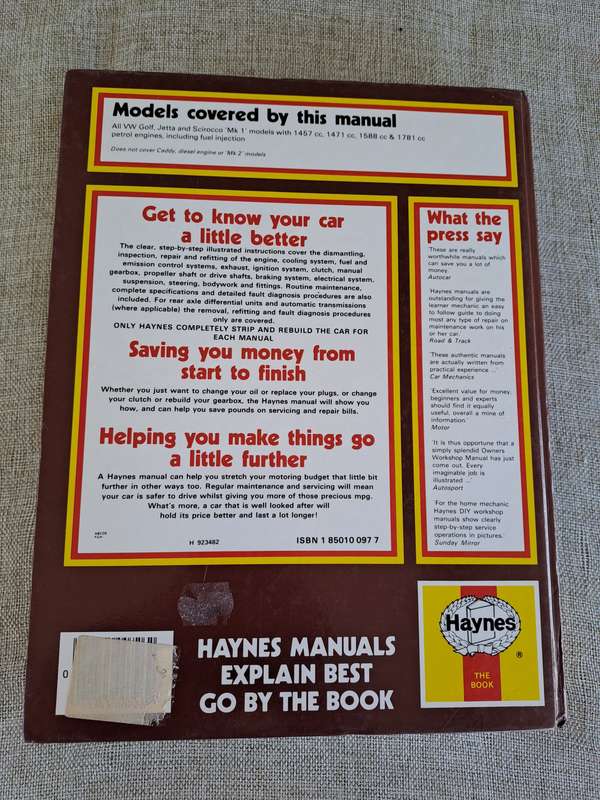 Models covered by this manual
All VW Golf, Jetta and Scirocco 'Mk 1' models with 1457 cc, 1471 cc, 1588 cc & 1781 cc
petrol engines, including fuel injection
Does not cover Caddy, diesel engine or 'Mk 2' models
Get to know your car
a little better
The clear, step-by-step illustrated instructions cover the dismantling,
inspection, repair and refitting of the engine, cooling system, fuel and
emission control systems, exhaust, ignition system, clutch, manual
gearbox, propeller shaft or drive shafts, braking system, electrical system,
suspension, steering, bodywork and fittings. Routine maintenance,
complete specifications and detailed fault diagnosis procedures are also
included. For rear axle differential units and automatic transmissions
(where applicable) the removal, refitting and fault diagnosis procedures
only are covered.
ONLY HAYNES COMPLETELY STRIP AND REBUILD THE CAR FOR
EACH MANUAL
Saving you money from
start to finish
Whether you just want to change your oil or replace your plugs, or change
your clutch or rebuild your gearbox, the Haynes manual will show you
how, and can help you save pounds on servicing and repair bills.
Helping you make things go
a little further
A Haynes manual can help you stretch your motoring budget that little bit
further in other ways too. Regular maintenance and servicing will mean
your car is safer to drive whilst giving you more of those precious mpg.
What's more, a car that is well looked after will
hold its price better and last a lot longer!
H 923482
ISBN 1 85010 097 7
What the
press say
'These are really
worthwhile manuals which
can save you a lot of
money.'
Autocar
'Haynes manuals are
outstanding for giving the
learner mechanic an easy
to follow guide to doing
most any type of repair on
maintenance work on his
or her car.'
Road & Track
'These authentic manuals
are actually written from
practical experience ...'
Car Mechanics
'Excellent value for money,
beginners and experts
should find it equally
useful, overall a mine of
information.'
Motor
'It is thus opportune that a
simply splendid Owners
Workshop Manual has just
come out. Every
imaginable job is
illustrated ...'
Autosport
'For the home mechanic
Haynes DIY workshop
manuals show clearly
step-by-step service
operations in pictures.'
Sunday Mirror
0
HAYNES MANUALS
EXPLAIN BEST
GO BY THE BOOK
Haynes
®
THE
BOOK